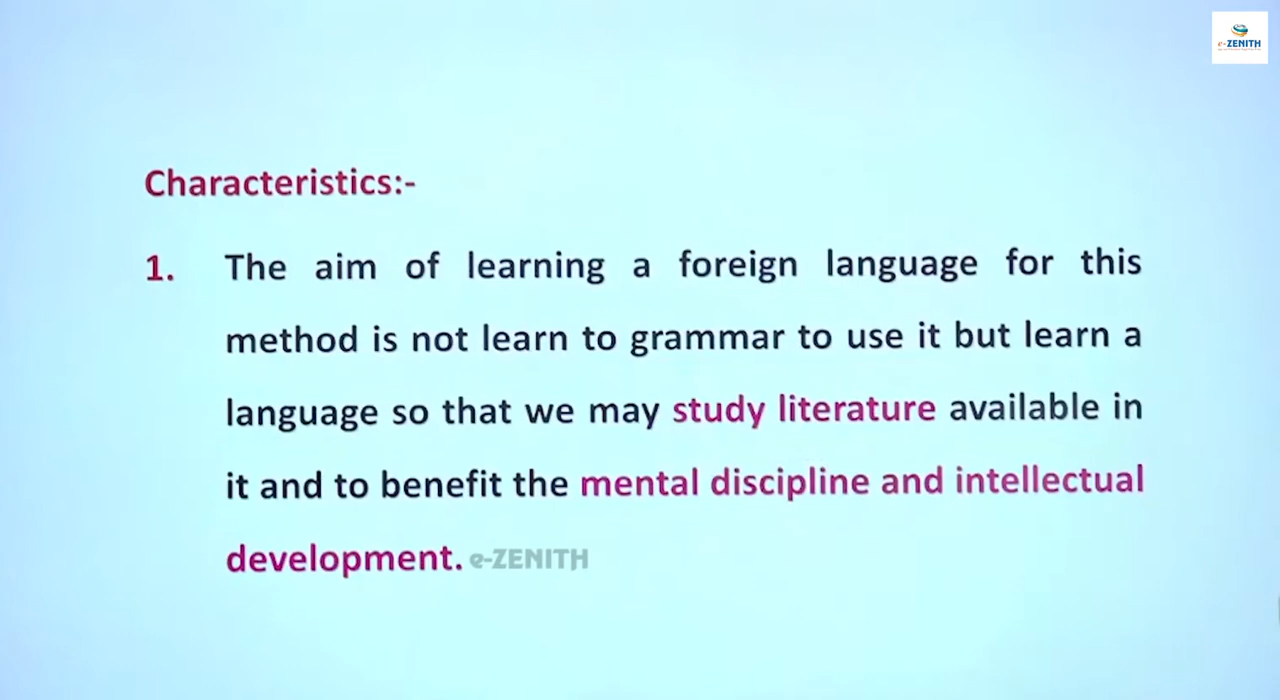 e-ZENITH
Characteristics:-
1. The aim of learning a foreign language for this
method is not learn to grammar to use it but learn a
language so that we may study literature available in
it and to benefit the mental discipline and intellectual
development. e-ZENITH